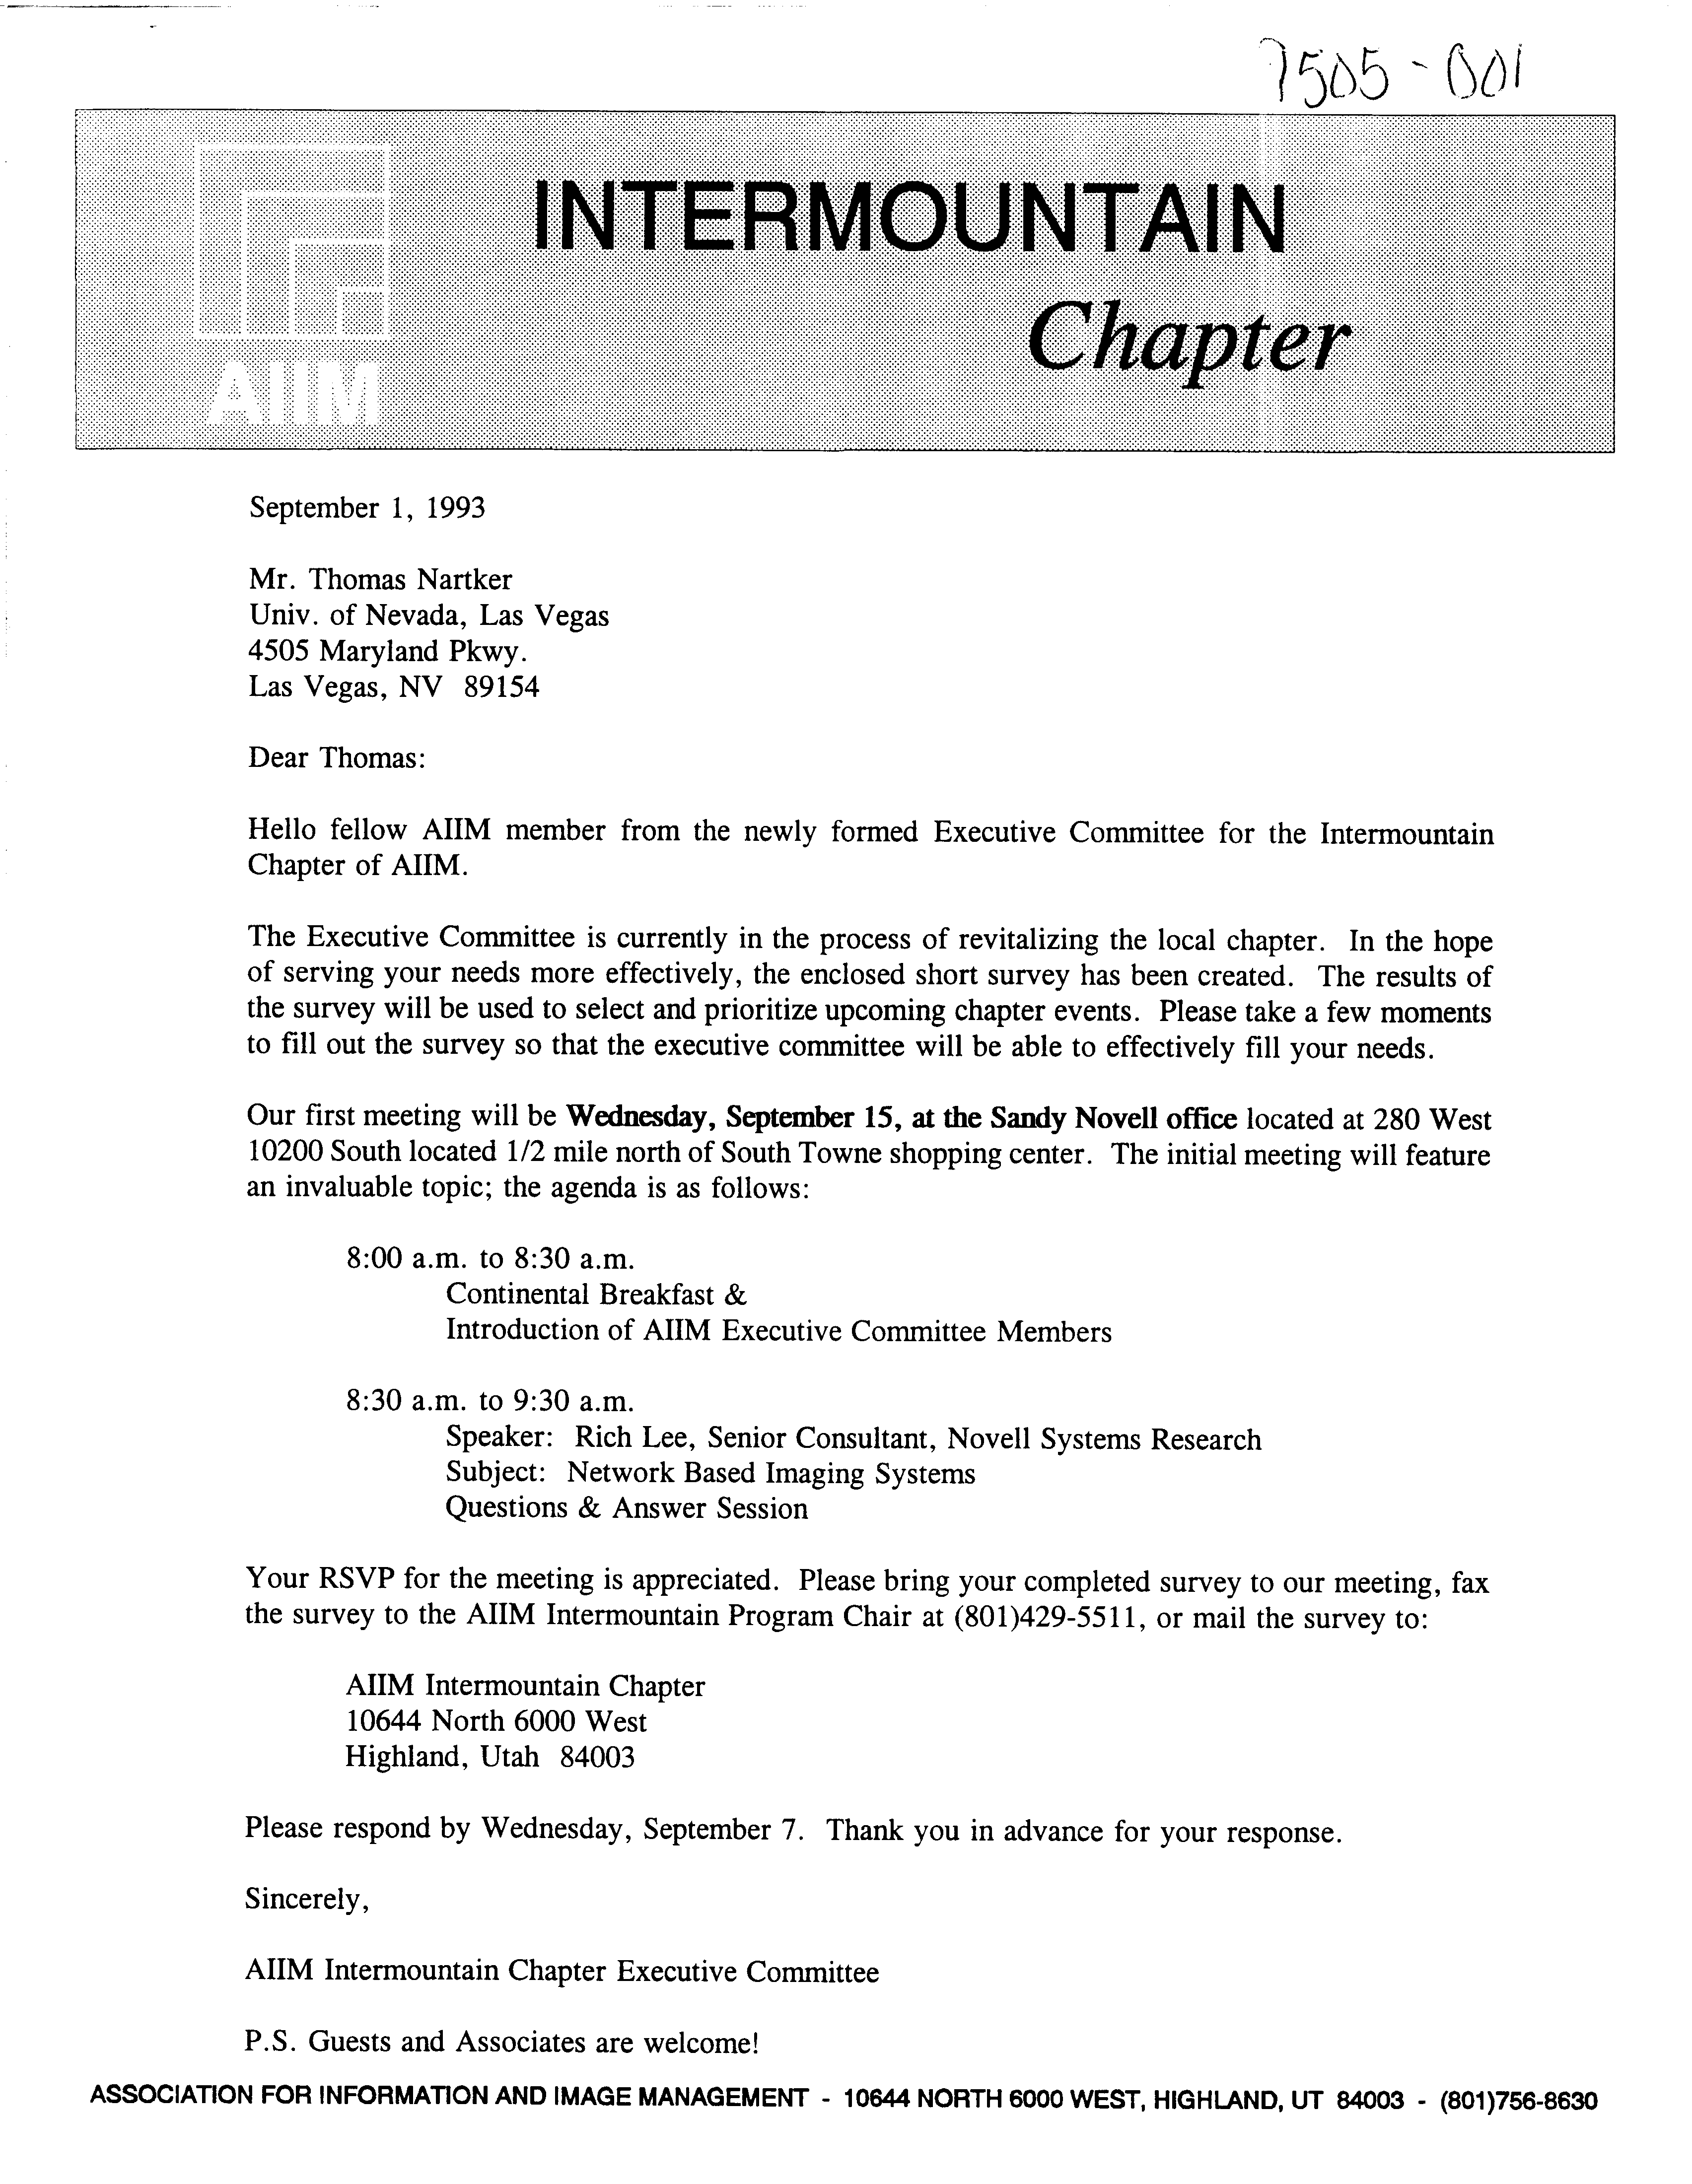 7505-001
INTERMOUNTAIN
Chapter
AIIM
September 1, 1993
Mr. Thomas Nartker
Univ. of Nevada, Las Vegas
4505 Maryland Pkwy.
Las Vegas, NV 89154
Dear Thomas:
Hello fellow AIIM member from the newly formed Executive Committee for the Intermountain
Chapter of AIIM.
The Executive Committee is currently in the process of revitalizing the local chapter. In the hope
of serving your needs more effectively, the enclosed short survey has been created. The results of
the survey will be used to select and prioritize upcoming chapter events. Please take a few moments
to fill out the survey so that the executive committee will be able to effectively fill your needs.
Our first meeting will be Wednesday, September 15, at the Sandy Novell office located at 280 West
10200 South located 1/2 mile north of South Towne shopping center. The initial meeting will feature
an invaluable topic; the agenda is as follows:
8:00 a.m. to 8:30 a.m.
Continental Breakfast &
Introduction of AIIM Executive Committee Members
8:30 a.m. to 9:30 a.m.
Speaker: Rich Lee, Senior Consultant, Novell Systems Research
Subject: Network Based Imaging Systems
Questions & Answer Session
Your RSVP for the meeting is appreciated. Please bring your completed survey to our meeting, fax
the survey to the AIIM Intermountain Program Chair at (801)429-5511, or mail the survey to:
AIIM Intermountain Chapter
10644 North 6000 West
Highland, Utah 84003
Please respond by Wednesday, September 7. Thank you in advance for your response.
Sincerely,
AIIM Intermountain Chapter Executive Committee
P.S. Guests and Associates are welcome!
ASSOCIATION FOR INFORMATION AND IMAGE MANAGEMENT - 10644 NORTH 6000 WEST, HIGHLAND, UT 84003 - (801)756-8630